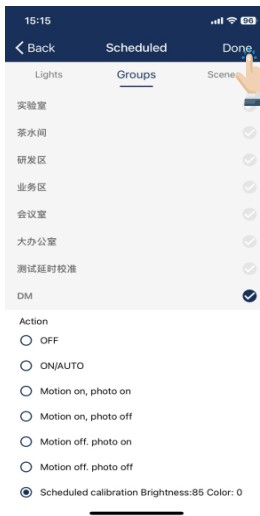 15:15
96
Back Scheduled Done
Lights Groups Scene
实验室
茶水间
研发区
业务区
会议室
大办公室
测试延时校准
DM
Action
OFF
ON/AUTO
Motion on, photo on
Motion on, photo off
Motion off. photo on
Motion off. photo off
Scheduled calibration Brightness:85 Color: 0